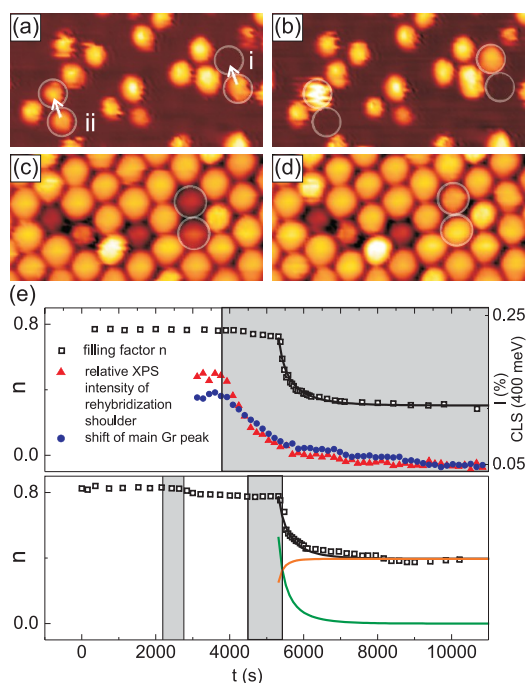 (a)
i
ii
(b)
(c)
(d)
(e)
0.8
n
0.0
filling factor n
relative XPS
intensity of
rehybridization
shoulder
shift of main Gr peak
0.25
I (%)
CLS (400 meV)
0.05
0.8
n
0.0
0 2000 4000 6000 8000 10000
t (s)